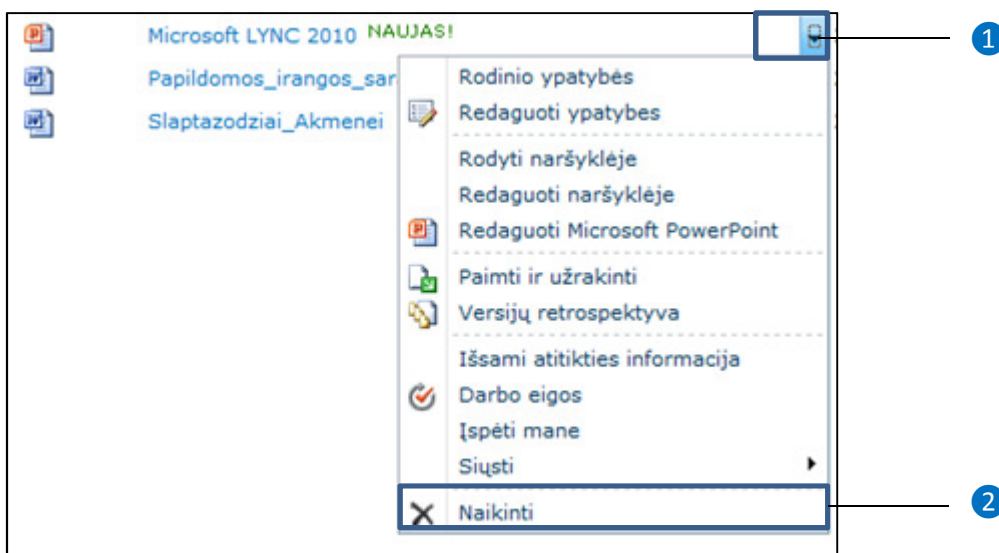 Microsoft LYNC 2010 NAUJAS!
1
Papildomos_irangos_sar
Slaptazodziai_Akmenei
Rodinio ypatybės
Redaguoti ypatybes
Rodyti naršyklėje
Redaguoti naršyklėje
Redaguoti Microsoft PowerPoint
Paimti ir užrakinti
Versijų retrospektyva
Išsami atitikties informacija
Darbo eigos
Įspėti mane
Siųsti
Naikinti
2